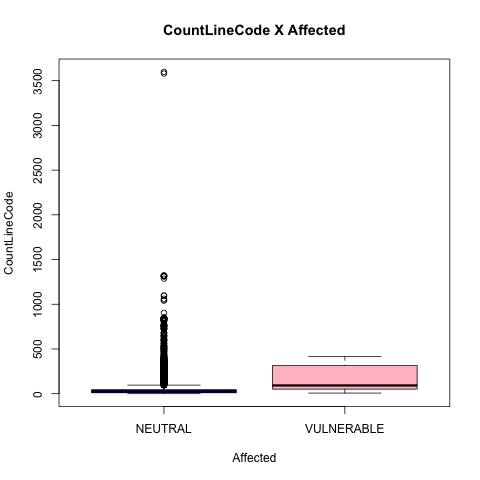 CountLineCode X Affected
CountLineCode
3500
3000
2500
2000
1500
1000
500
0
NEUTRAL
VULNERABLE
Affected